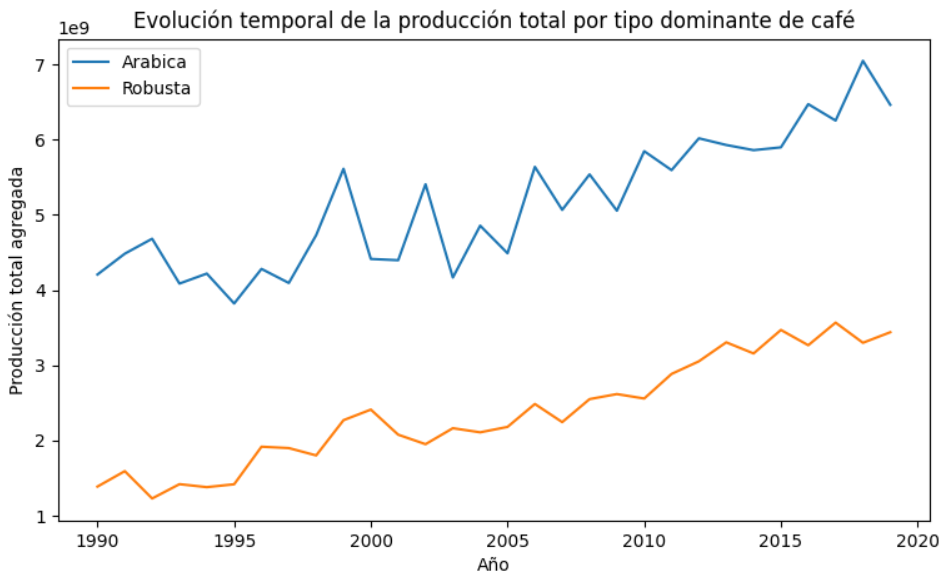 Evolución temporal de la producción total por tipo dominante de café
1e9
Arabica
Robusta
7
6
5
4
3
2
1
Producción total agregada
1990
1995
2000
2005
2010
2015
2020
Año